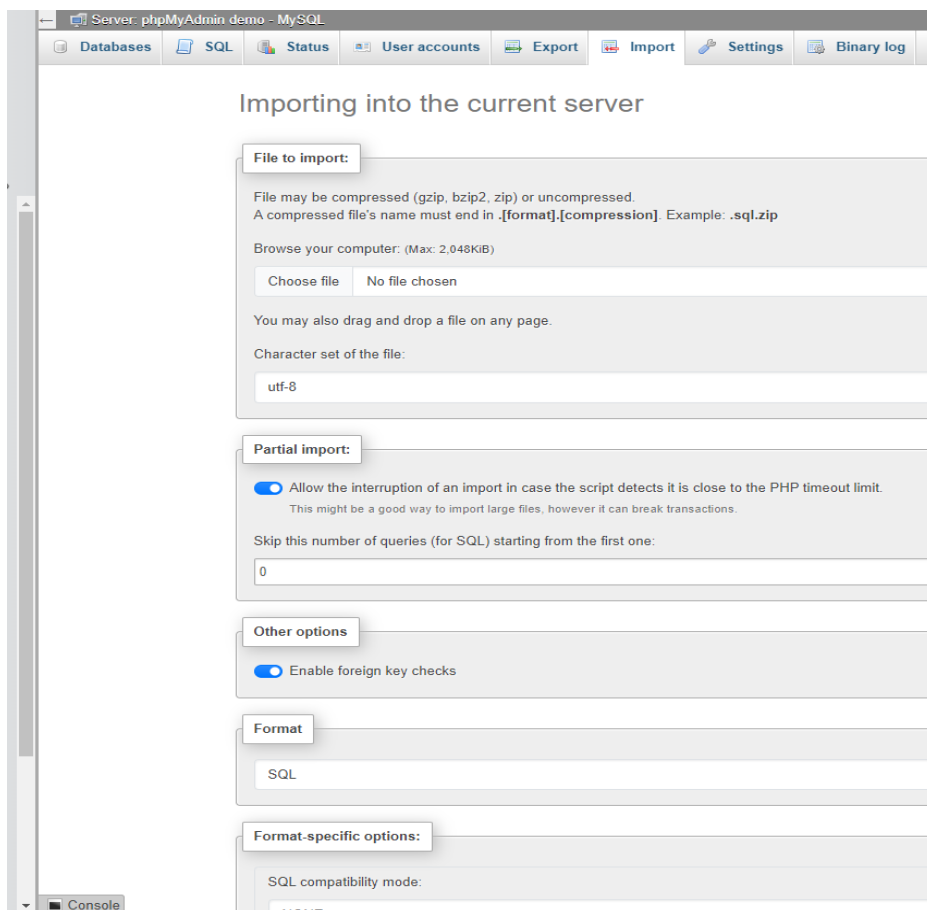 Server: phpMyAdmin demo - MySQL
Databases SQL Status User accounts Export Import Settings Binary log
Importing into the current server
File to import:
File may be compressed (gzip, bzip2, zip) or uncompressed.
A compressed file's name must end in .[format].[compression]. Example: .sql.zip
Browse your computer: (Max: 2,048KiB)
Choose file No file chosen
You may also drag and drop a file on any page.
Character set of the file:
utf-8
Partial import:
Allow the interruption of an import in case the script detects it is close to the PHP timeout limit.
This might be a good way to import large files, however it can break transactions.
Skip this number of queries (for SQL) starting from the first one:
0
Other options
Enable foreign key checks
Format
SQL
Format-specific options:
SQL compatibility mode:
Console